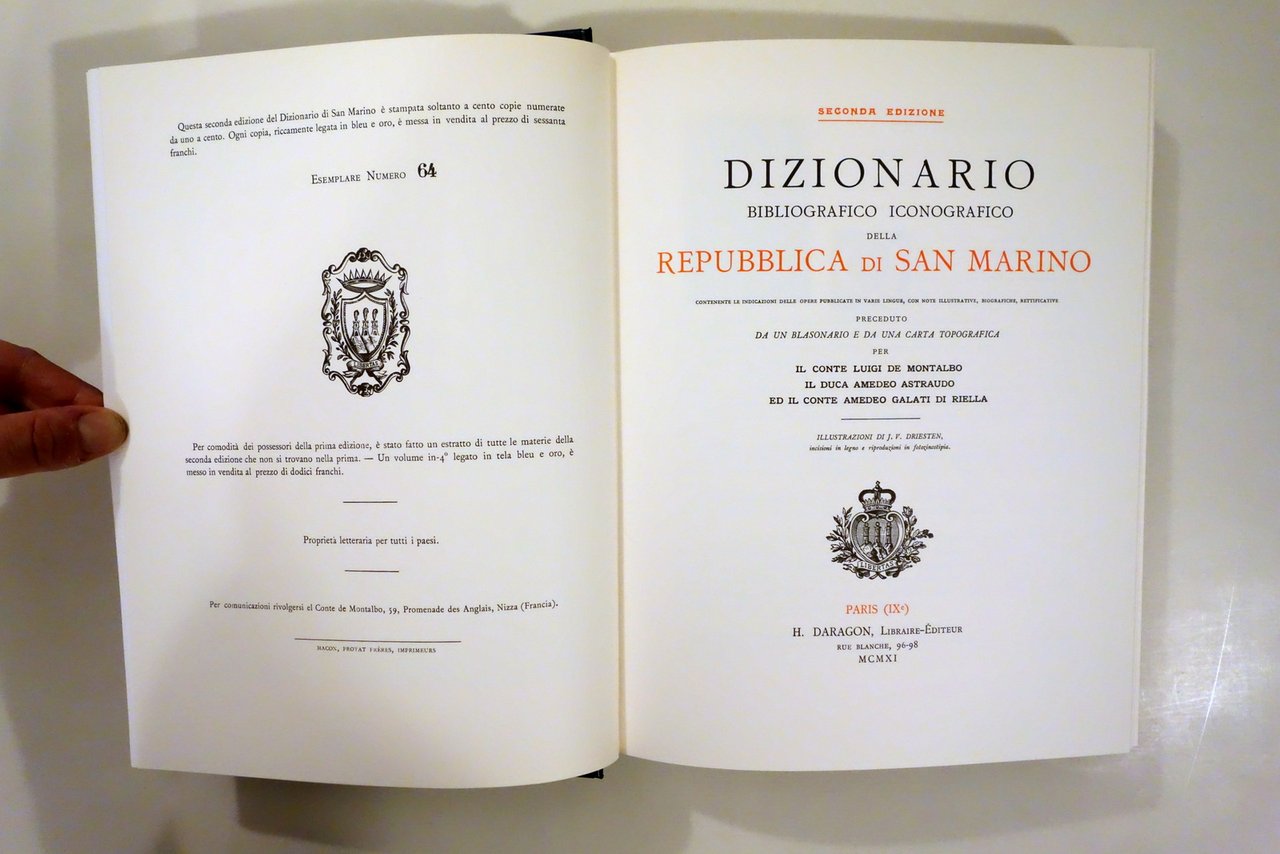 Questa seconda edizione del Dizionario di San Marino è stampata soltanto a cento copie numerate
da uno a cento. Ogni copia, riccamente legata in bleu e oro, è messa in vendita al prezzo di sessanta
franchi.
Esemplare Numero 64
LIBERTAS
Per comodità dei possessori della prima edizione, è stato fatto un estratto di tutte le materie della
seconda edizione che non si trovano nella prima. — Un volume in-4° legato in tela bleu e oro, è
messo in vendita al prezzo di dodici franchi.
Proprietà letteraria per tutti i paesi.
Per comunicazioni rivolgersi el Conte de Montalbo, 59, Promenade des Anglais, Nizza (Francia).
MACON, PROTAT FRÈRES, IMPRIMEURS
SECONDA EDIZIONE
DIZIONARIO
BIBLIOGRAFICO ICONOGRAFICO
DELLA
REPUBBLICA DI SAN MARINO
CONTENENTE LE INDICAZIONI DELLE OPERE PUBBLICATE IN VARIE LINGUE, CON NOTE ILLUSTRATIVE, BIOGRAFICHE, RETTIFICATIVE
PRECEDUTO
DA UN BLASONARIO E DA UNA CARTA TOPOGRAFICA
PER
IL CONTE LUIGI DE MONTALBO
IL DUCA AMEDEO ASTRAUDO
ED IL CONTE AMEDEO GALATI DI RIELLA
ILLUSTRAZIONI DI J. V. DRIESTEN,
incisioni in legno e riproduzioni in fotozincotipie.
LIBERTAS
PARIS (IXe)
H. DARAGON, Libraire-Éditeur
RUE BLANCHE, 96-98
MCMXI